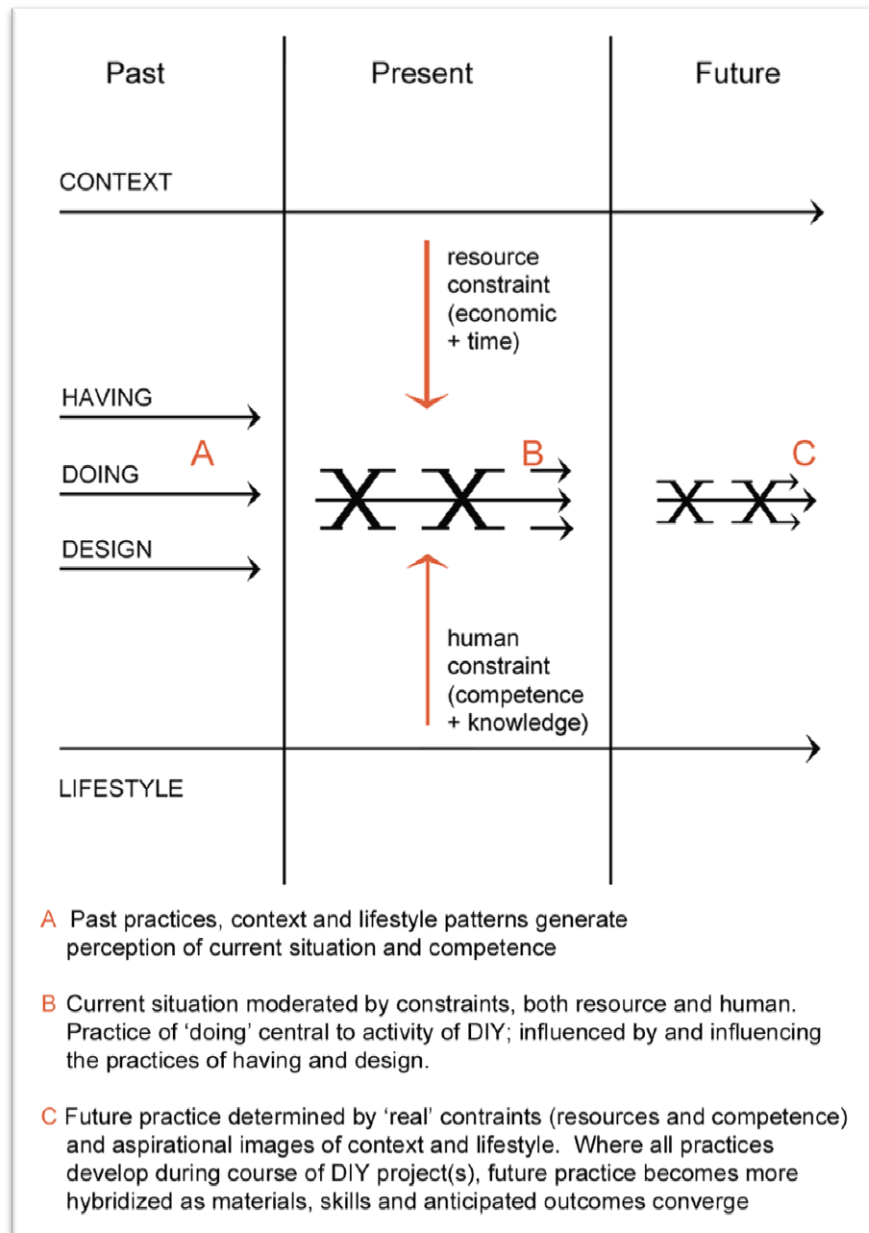 Past Present Future
CONTEXT
resource
constraint
(economic
+ time)
HAVING
DOING
DESIGN
A
B
C
human
constraint
(competence
+ knowledge)
LIFESTYLE
A Past practices, context and lifestyle patterns generate
perception of current situation and competence
B Current situation moderated by constraints, both resource and human.
Practice of ‘doing’ central to activity of DIY; influenced by and influencing
the practices of having and design.
C Future practice determined by ‘real’ contraints (resources and competence)
and aspirational images of context and lifestyle. Where all practices
develop during course of DIY project(s), future practice becomes more
hybridized as materials, skills and anticipated outcomes converge